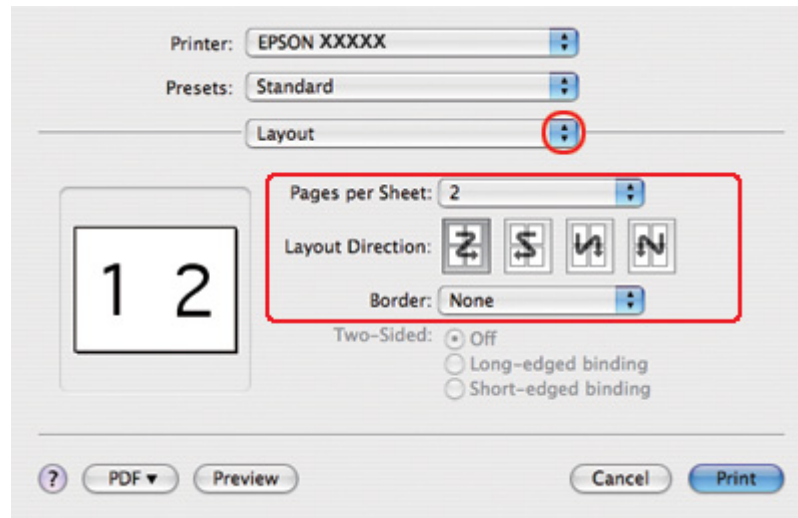 Printer: EPSON XXXXX
Presets: Standard
Layout
Pages per Sheet: 2
Layout Direction:
1 2
Border: None
Two-Sided: Off
Long-edged binding
Short-edged binding
? PDF▼ Preview Cancel Print